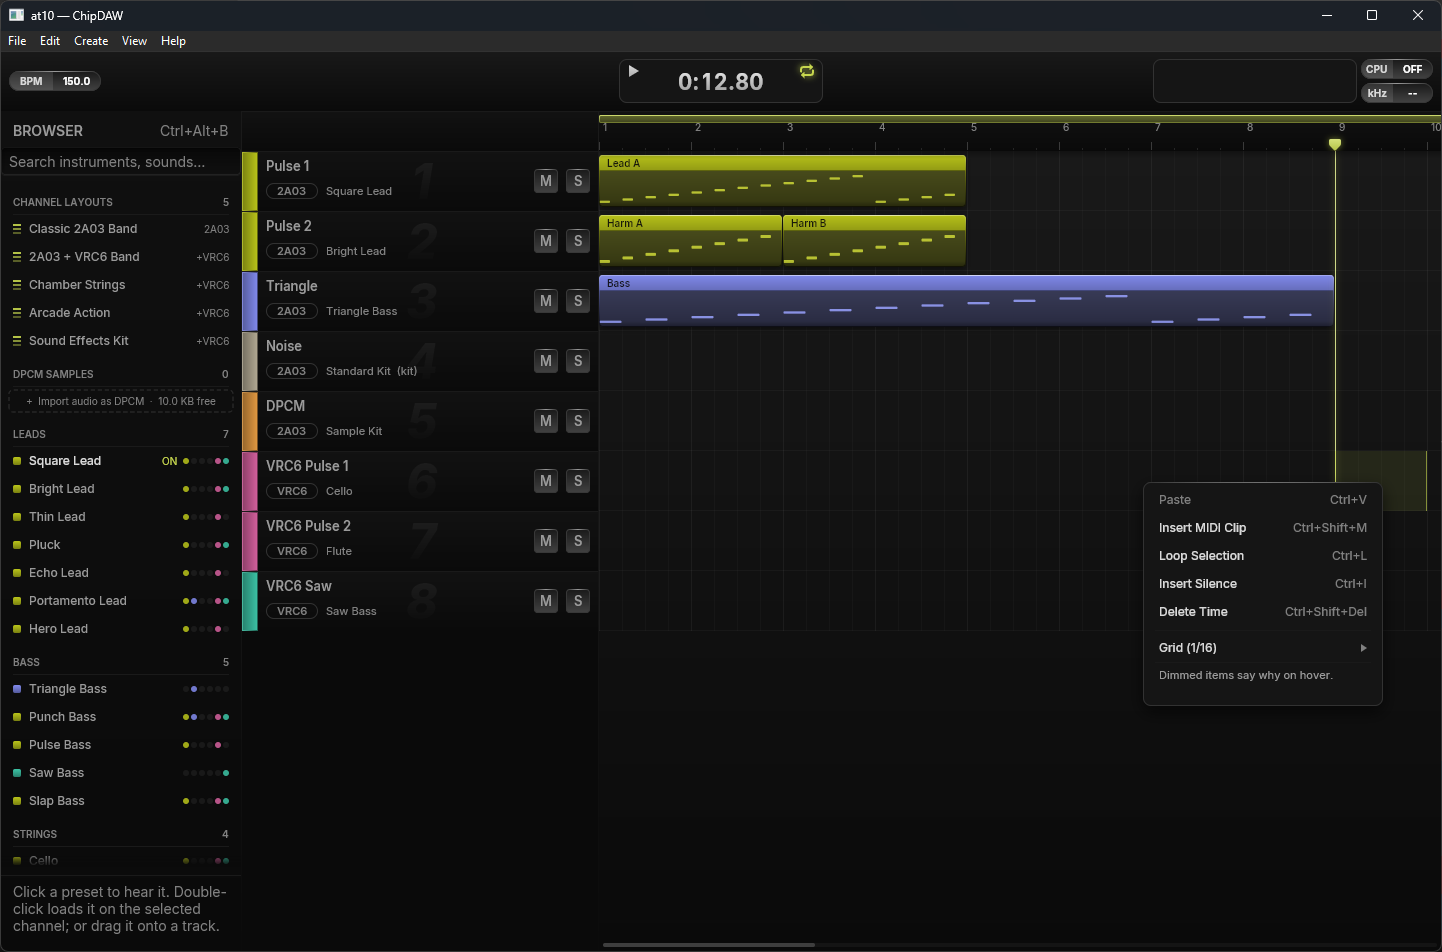 at10 — ChipDAW
File Edit Create View Help
BPM 150.0
0:12.80
CPU OFF
kHz --
BROWSER Ctrl+Alt+B
Search instruments, sounds...
CHANNEL LAYOUTS 5
Classic 2A03 Band 2A03
2A03 + VRC6 Band +VRC6
Chamber Strings +VRC6
Arcade Action +VRC6
Sound Effects Kit +VRC6
DPCM SAMPLES 0
+ Import audio as DPCM · 10.0 KB free
LEADS 7
Square Lead ON
Bright Lead
Thin Lead
Pluck
Echo Lead
Portamento Lead
Hero Lead
BASS 5
Triangle Bass
Punch Bass
Pulse Bass
Saw Bass
Slap Bass
STRINGS 4
Cello
Click a preset to hear it. Double-
click loads it on the selected
channel; or drag it onto a track.
Pulse 1
2A03 Square Lead 1 M S
Pulse 2
2A03 Bright Lead 2 M S
Triangle
2A03 Triangle Bass 3 M S
Noise
2A03 Standard Kit (kit) 4 M S
DPCM
2A03 Sample Kit 5 M S
VRC6 Pulse 1
VRC6 Cello 6 M S
VRC6 Pulse 2
VRC6 Flute 7 M S
VRC6 Saw
VRC6 Saw Bass 8 M S
1 2 3 4 5 6 7 8 9 10
Lead A
Harm A Harm B
Bass
Paste Ctrl+V
Insert MIDI Clip Ctrl+Shift+M
Loop Selection Ctrl+L
Insert Silence Ctrl+I
Delete Time Ctrl+Shift+Del
Grid (1/16)
Dimmed items say why on hover.